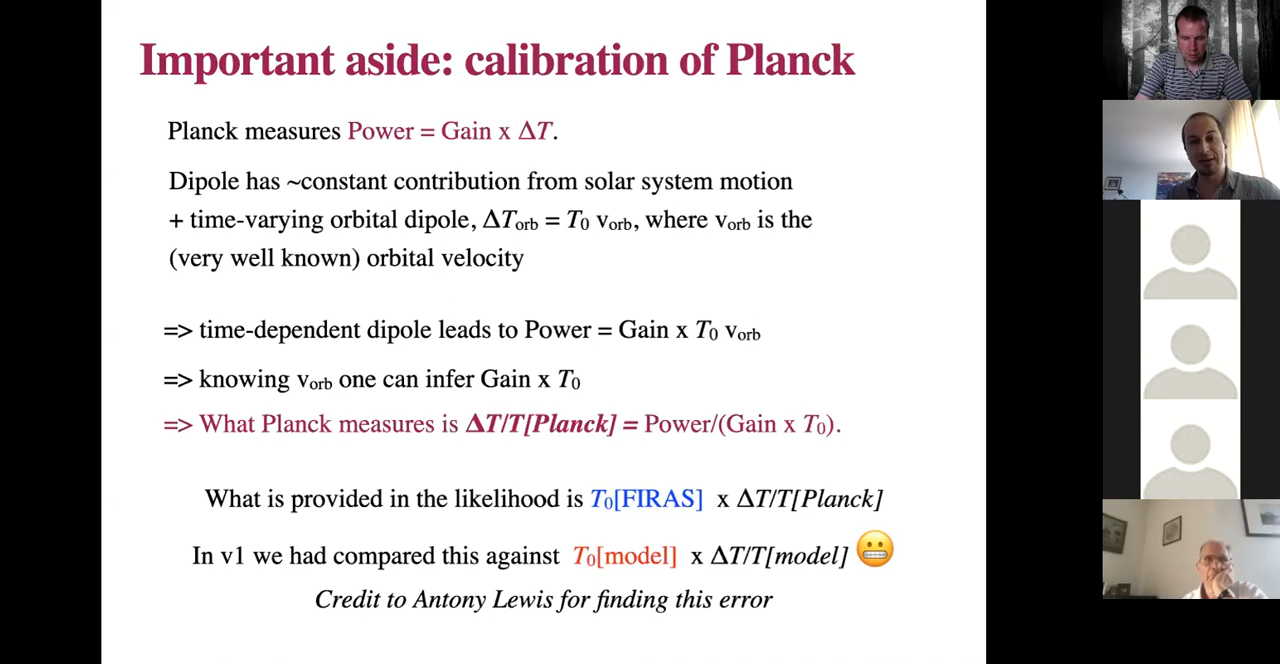 Important aside: calibration of Planck
Planck measures Power = Gain x ΔT.
Dipole has ~constant contribution from solar system motion
+ time-varying orbital dipole, ΔTorb = T0 vorb, where vorb is the
(very well known) orbital velocity
=> time-dependent dipole leads to Power = Gain x T0 vorb
=> knowing vorb one can infer Gain x T0
=> What Planck measures is ΔT/T[Planck] = Power/(Gain x T0).
What is provided in the likelihood is T0[FIRAS] x ΔT/T[Planck]
In v1 we had compared this against T0[model] x ΔT/T[model] 😬
Credit to Antony Lewis for finding this error